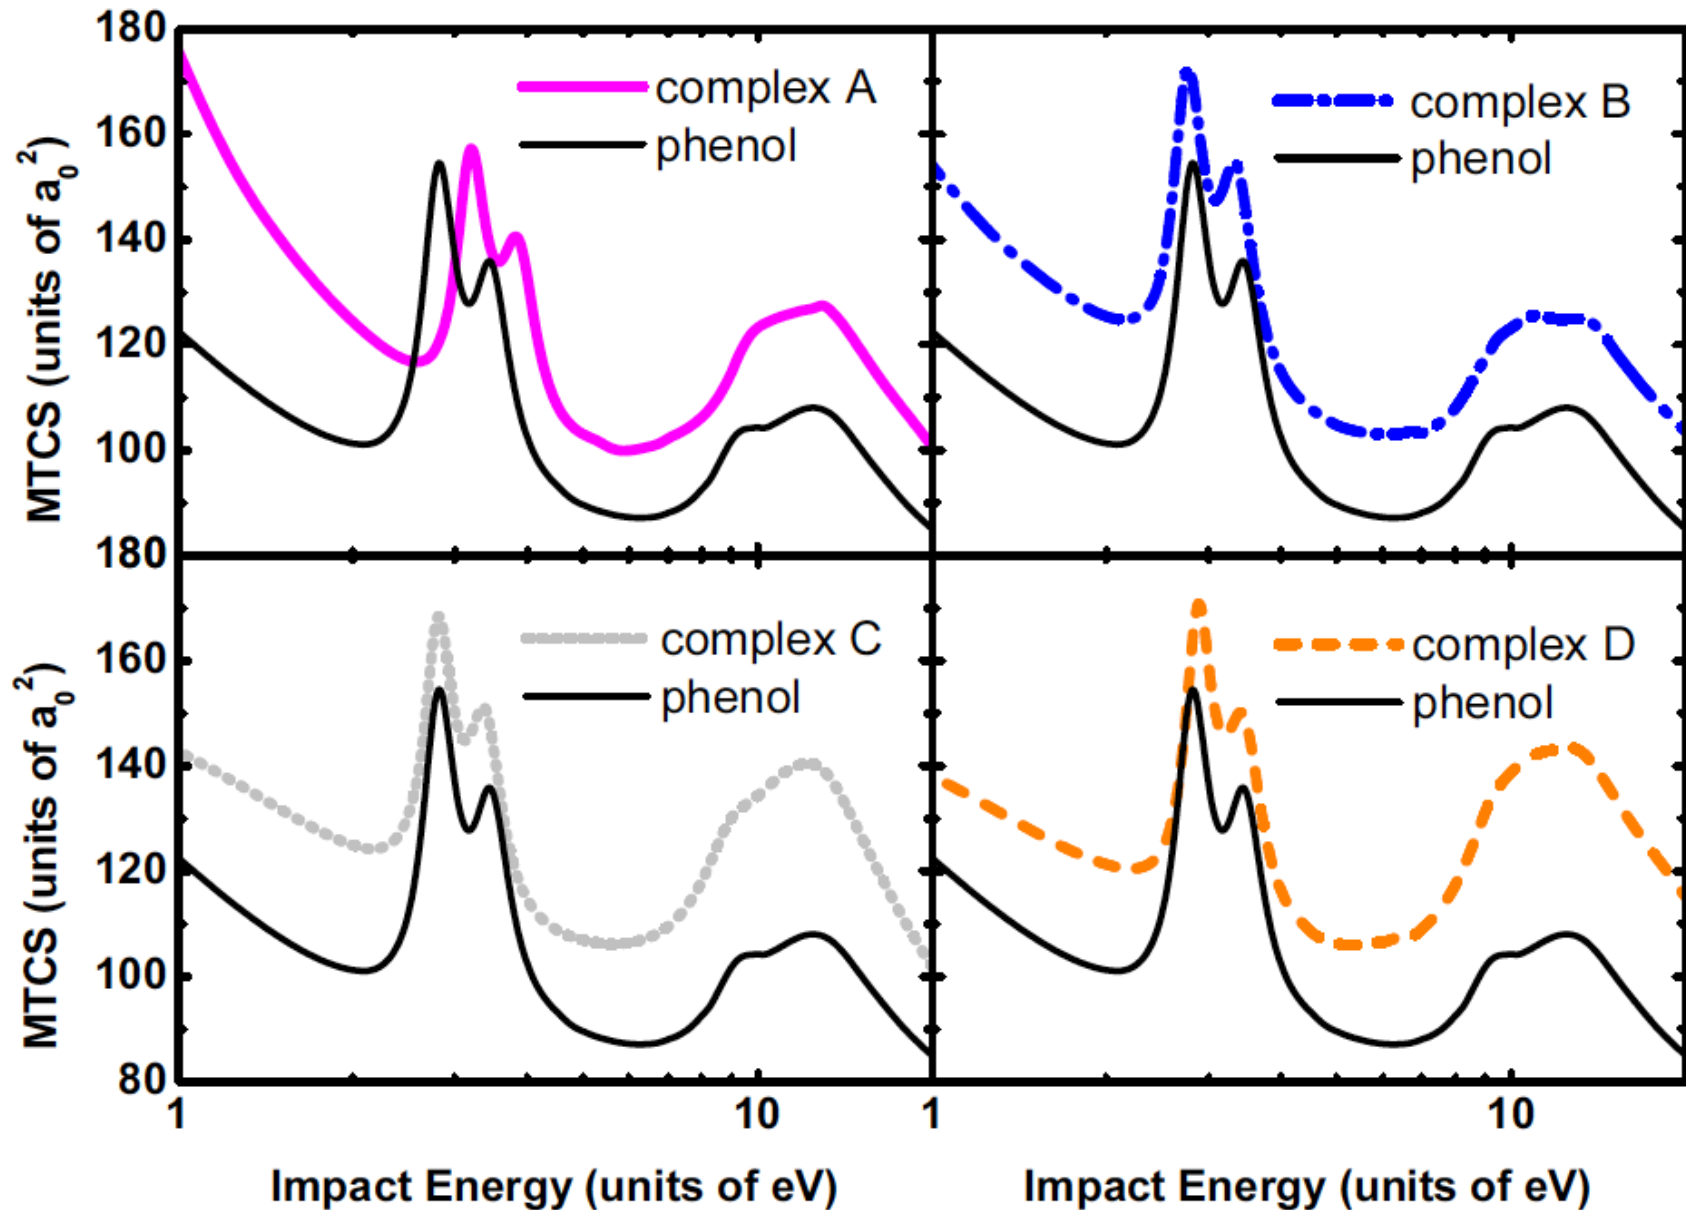 180
160
140
120
100
180
MTCS (units of a₀²)
complex A
phenol
complex B
phenol
160
140
120
100
80
MTCS (units of a₀²)
complex C
phenol
complex D
phenol
1
10
1
10
Impact Energy (units of eV)
Impact Energy (units of eV)